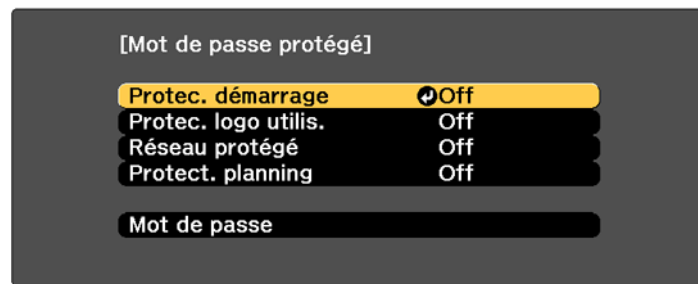 [Mot de passe protégé]
Protec. démarrage Off
Protec. logo utilis. Off
Réseau protégé Off
Protect. planning Off
Mot de passe